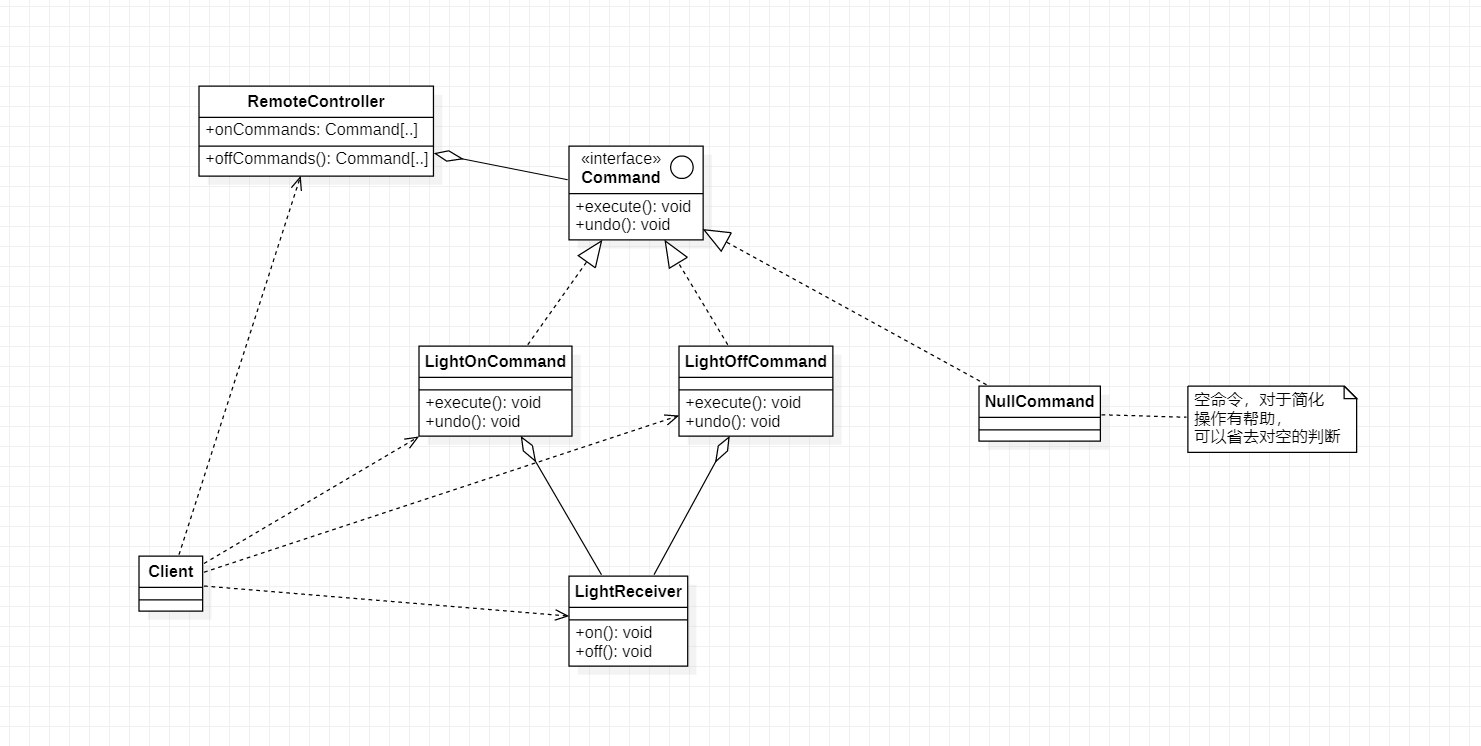 RemoteController
+onCommands: Command[..]
+offCommands(): Command[..]
«interface»
Command
+execute(): void
+undo(): void
LightOnCommand
+execute(): void
+undo(): void
LightOffCommand
+execute(): void
+undo(): void
NullCommand
空命令，对于简化
操作有帮助，
可以省去对空的判断
Client
LightReceiver
+on(): void
+off(): void